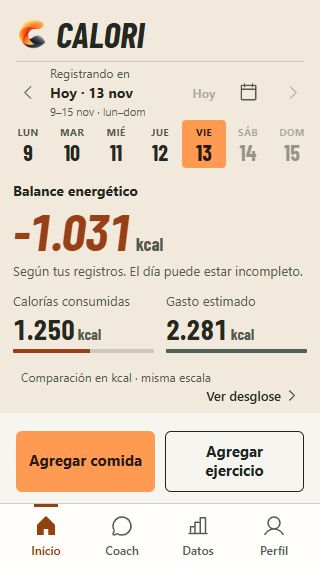 CALORI
Registrando en
Hoy · 13 nov
Hoy
9–15 nov · lun–dom
LUN MAR MIÉ JUE VIE SÁB DOM
9 10 11 12 13 14 15
Balance energético
-1.031 kcal
Según tus registros. El día puede estar incompleto.
Calorías consumidas Gasto estimado
1.250 kcal 2.281 kcal
Comparación en kcal · misma escala
Ver desglose
Agregar comida
Agregar
ejercicio
Inicio Coach Datos Perfil